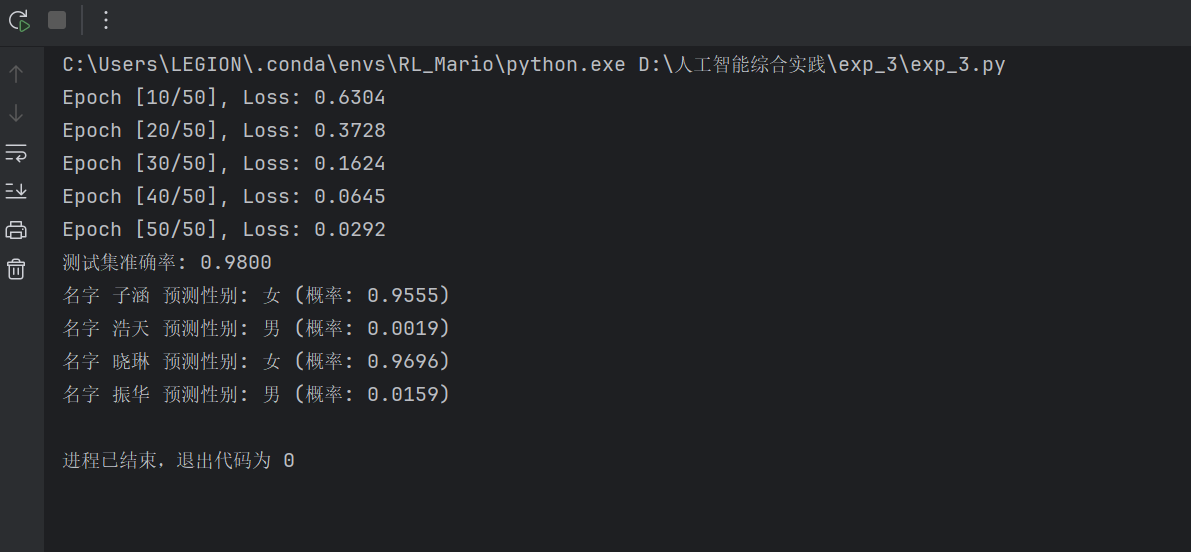 C:\Users\LEGION\.conda\envs\RL_Mario\python.exe D:\人工智能综合实践\exp_3\exp_3.py
Epoch [10/50], Loss: 0.6304
Epoch [20/50], Loss: 0.3728
Epoch [30/50], Loss: 0.1624
Epoch [40/50], Loss: 0.0645
Epoch [50/50], Loss: 0.0292
测试集准确率: 0.9800
名字 子涵 预测性别: 女 (概率: 0.9555)
名字 浩天 预测性别: 男 (概率: 0.0019)
名字 晓琳 预测性别: 女 (概率: 0.9696)
名字 振华 预测性别: 男 (概率: 0.0159)
进程已结束，退出代码为 0